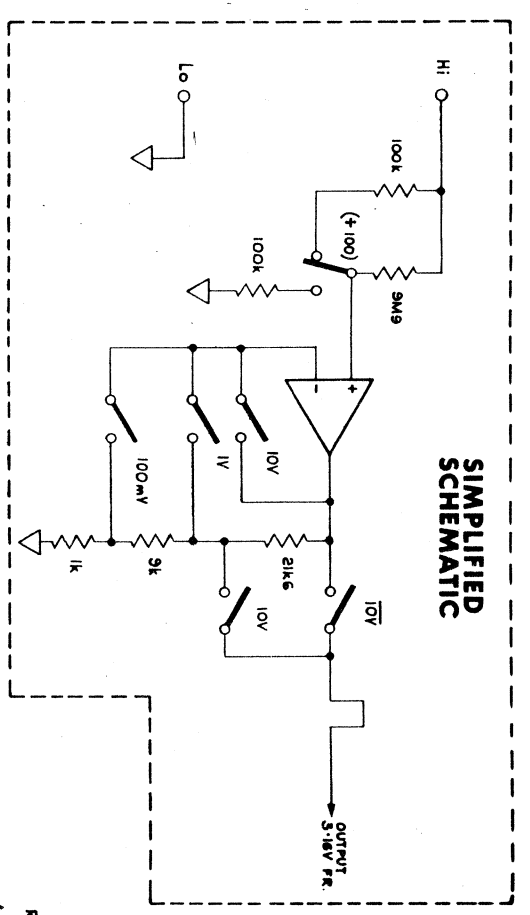 SIMPLIFIED
SCHEMATIC
Hi
Lo
100k
9M9
(÷100)
100k
+
-
10V
1V
100mV
21k6
9k
1k
10V
10V
OUTPUT
3·16V FR.